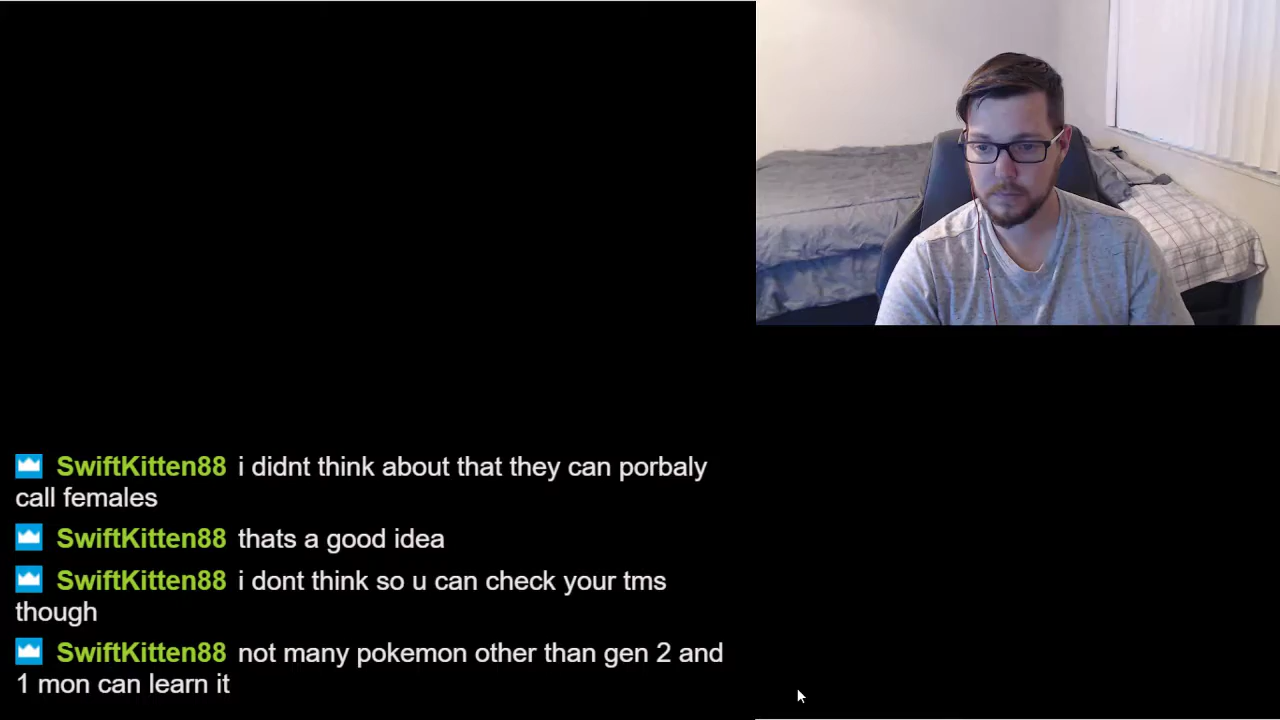 SwiftKitten88 i didnt think about that they can porbaly
call females
SwiftKitten88 thats a good idea
SwiftKitten88 i dont think so u can check your tms
though
SwiftKitten88 not many pokemon other than gen 2 and
1 mon can learn it